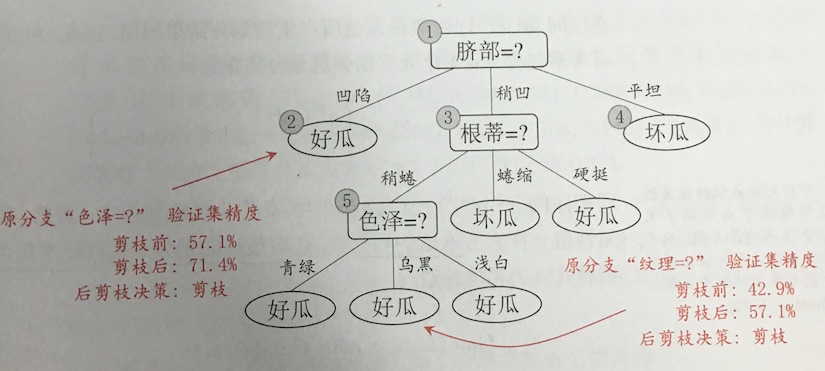 1
脐部=?
凹陷
稍凹
平坦
2
好瓜
3
根蒂=?
4
坏瓜
稍蜷
蜷缩
硬挺
原分支“色泽=?” 验证集精度
剪枝前: 57.1%
剪枝后: 71.4%
后剪枝决策: 剪枝
5
色泽=?
坏瓜
好瓜
青绿
乌黑
浅白
好瓜
好瓜
好瓜
原分支“纹理=?” 验证集精度
剪枝前: 42.9%
剪枝后: 57.1%
后剪枝决策: 剪枝